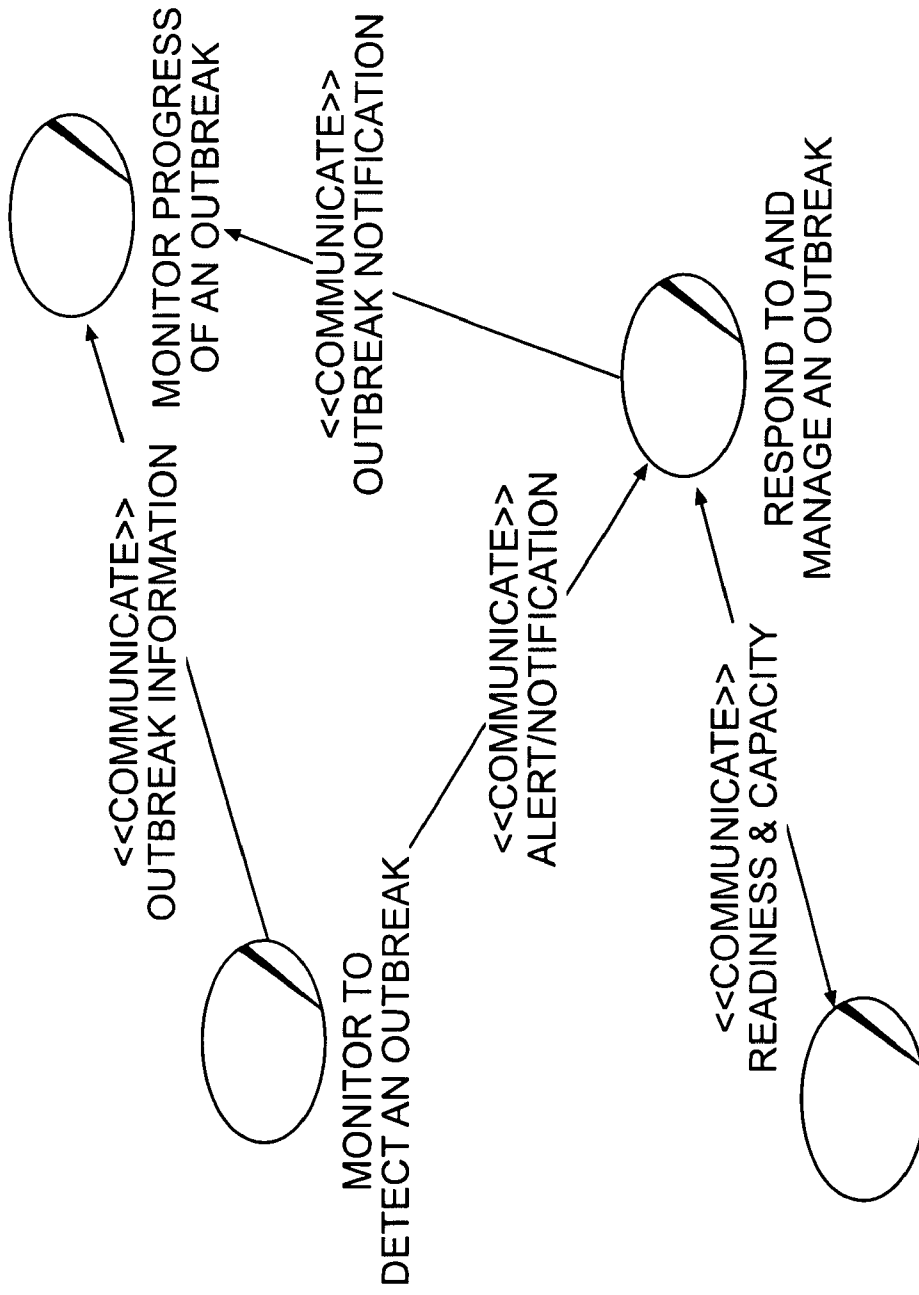 <<COMMUNICATE>>
OUTBREAK INFORMATION
MONITOR PROGRESS
OF AN OUTBREAK
MONITOR TO
DETECT AN OUTBREAK
<<COMMUNICATE>>
OUTBREAK NOTIFICATION
<<COMMUNICATE>>
ALERT/NOTIFICATION
<<COMMUNICATE>>
READINESS & CAPACITY
RESPOND TO AND
MANAGE AN OUTBREAK